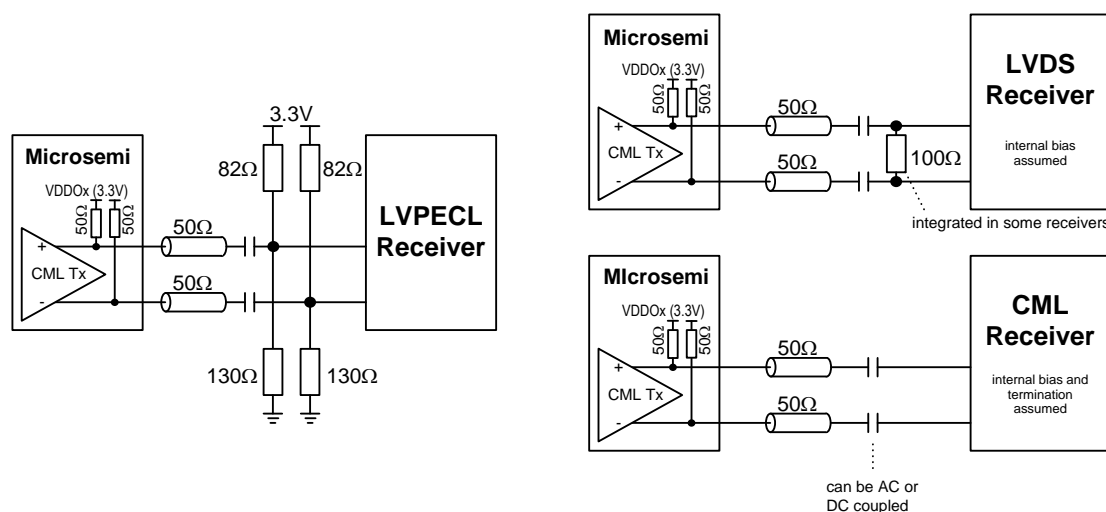 3.3V
82Ω
82Ω
Microsemi
VDDOx (3.3V)
50Ω
50Ω
+
CML Tx
-
50Ω
50Ω
LVPECL
Receiver
130Ω
130Ω
Microsemi
VDDOx (3.3V)
50Ω
50Ω
+
CML Tx
-
50Ω
50Ω
100Ω
LVDS
Receiver
internal bias
assumed
integrated in some receivers
MIcrosemi
VDDOx (3.3V)
50Ω
50Ω
+
CML Tx
-
50Ω
50Ω
CML
Receiver
internal bias and
termination
assumed
can be AC or
DC coupled